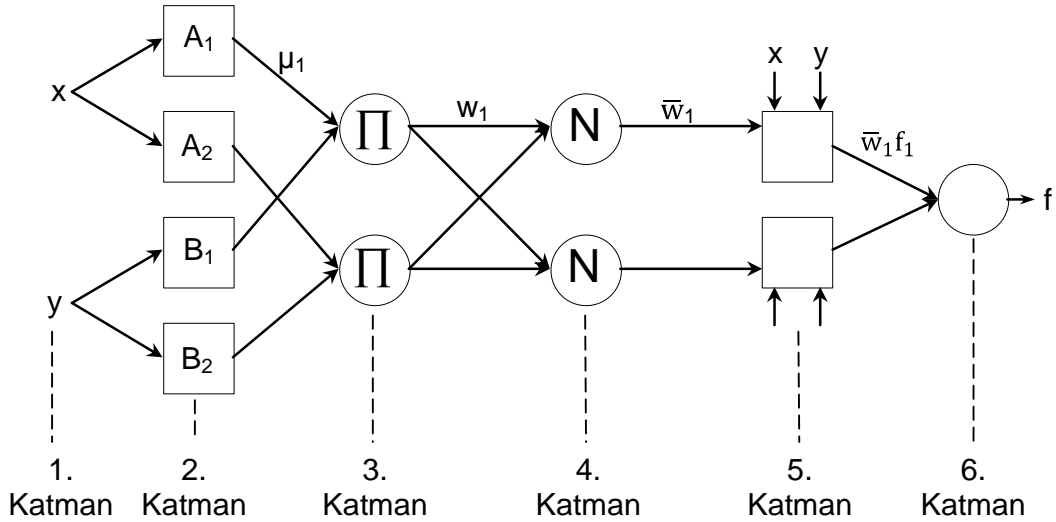 A₁
μ₁
x
y
x
Π
w₁
N
w̅₁
A₂
w̅₁f₁
f
B₁
Π
N
y
B₂
1. Katman
2. Katman
3. Katman
4. Katman
5. Katman
6. Katman